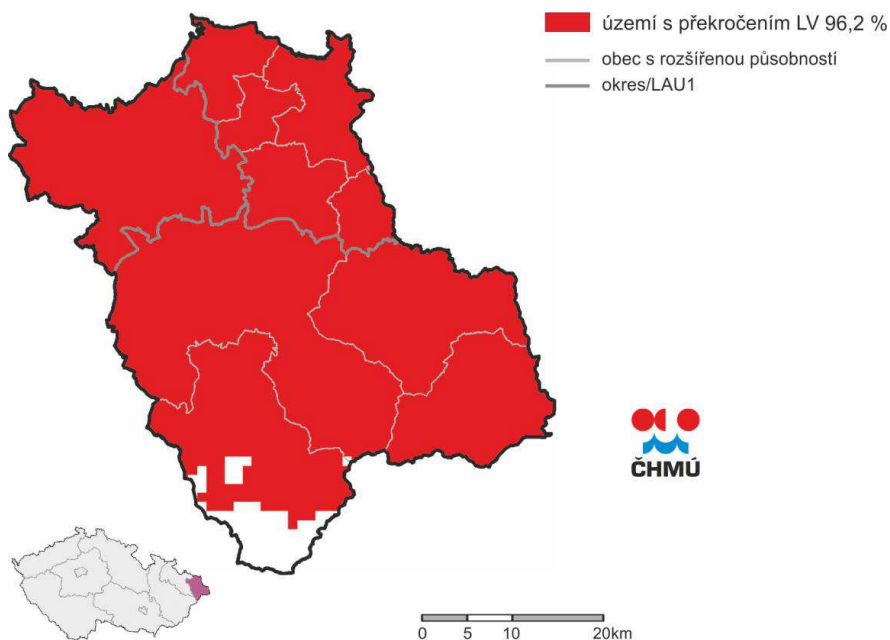 území s překročením LV 96,2 %
obec s rozšířenou působností
okres/LAU1
ČHMÚ
0 5 10 20km